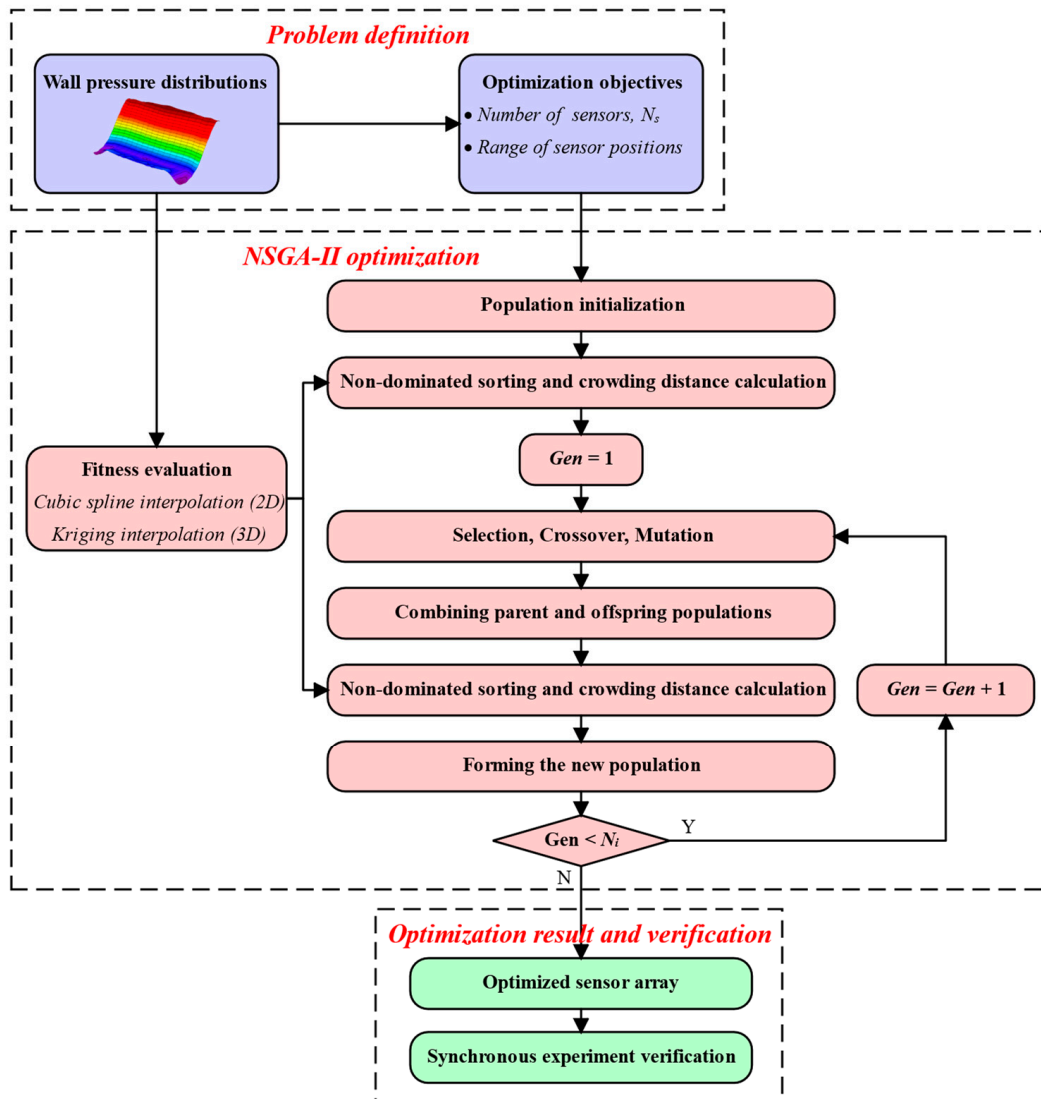 Problem definition
Wall pressure distributions
Optimization objectives
• Number of sensors, Ns
• Range of sensor positions
NSGA-II optimization
Population initialization
Non-dominated sorting and crowding distance calculation
Gen = 1
Fitness evaluation
Cubic spline interpolation (2D)
Kriging interpolation (3D)
Selection, Crossover, Mutation
Combining parent and offspring populations
Non-dominated sorting and crowding distance calculation
Gen = Gen + 1
Forming the new population
Gen < Ni
Y
N
Optimization result and verification
Optimized sensor array
Synchronous experiment verification